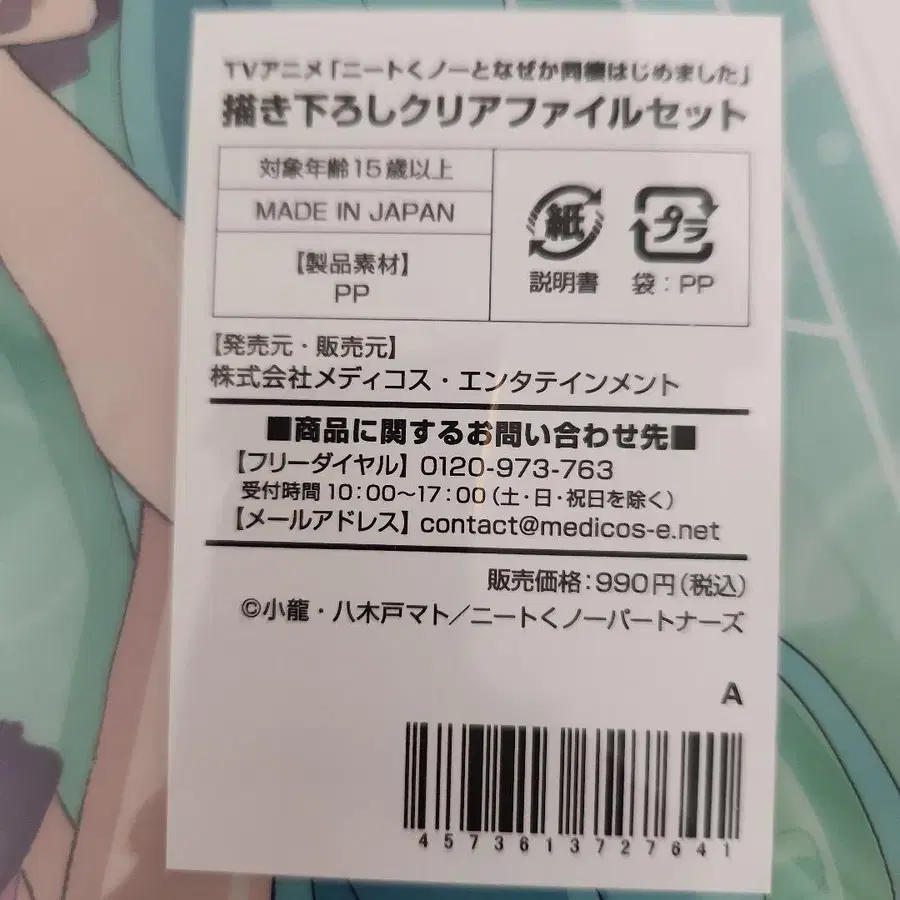 TVアニメ「ニートくノ一となぜか同棲はじめました」
描き下ろしクリアファイルセット
対象年齢15歳以上
MADE IN JAPAN
【製品素材】
PP
紙
説明書
プラ
袋：PP
【発売元・販売元】
株式会社メディコス・エンタテインメント
■商品に関するお問い合わせ先■
【フリーダイヤル】0120-973-763
受付時間 10：00～17：00（土・日・祝日を除く）
【メールアドレス】contact@medicos-e.net
販売価格：990円（税込）
©小龍・八木戸マト／ニートくノ一パートナーズ
A
4573613727641